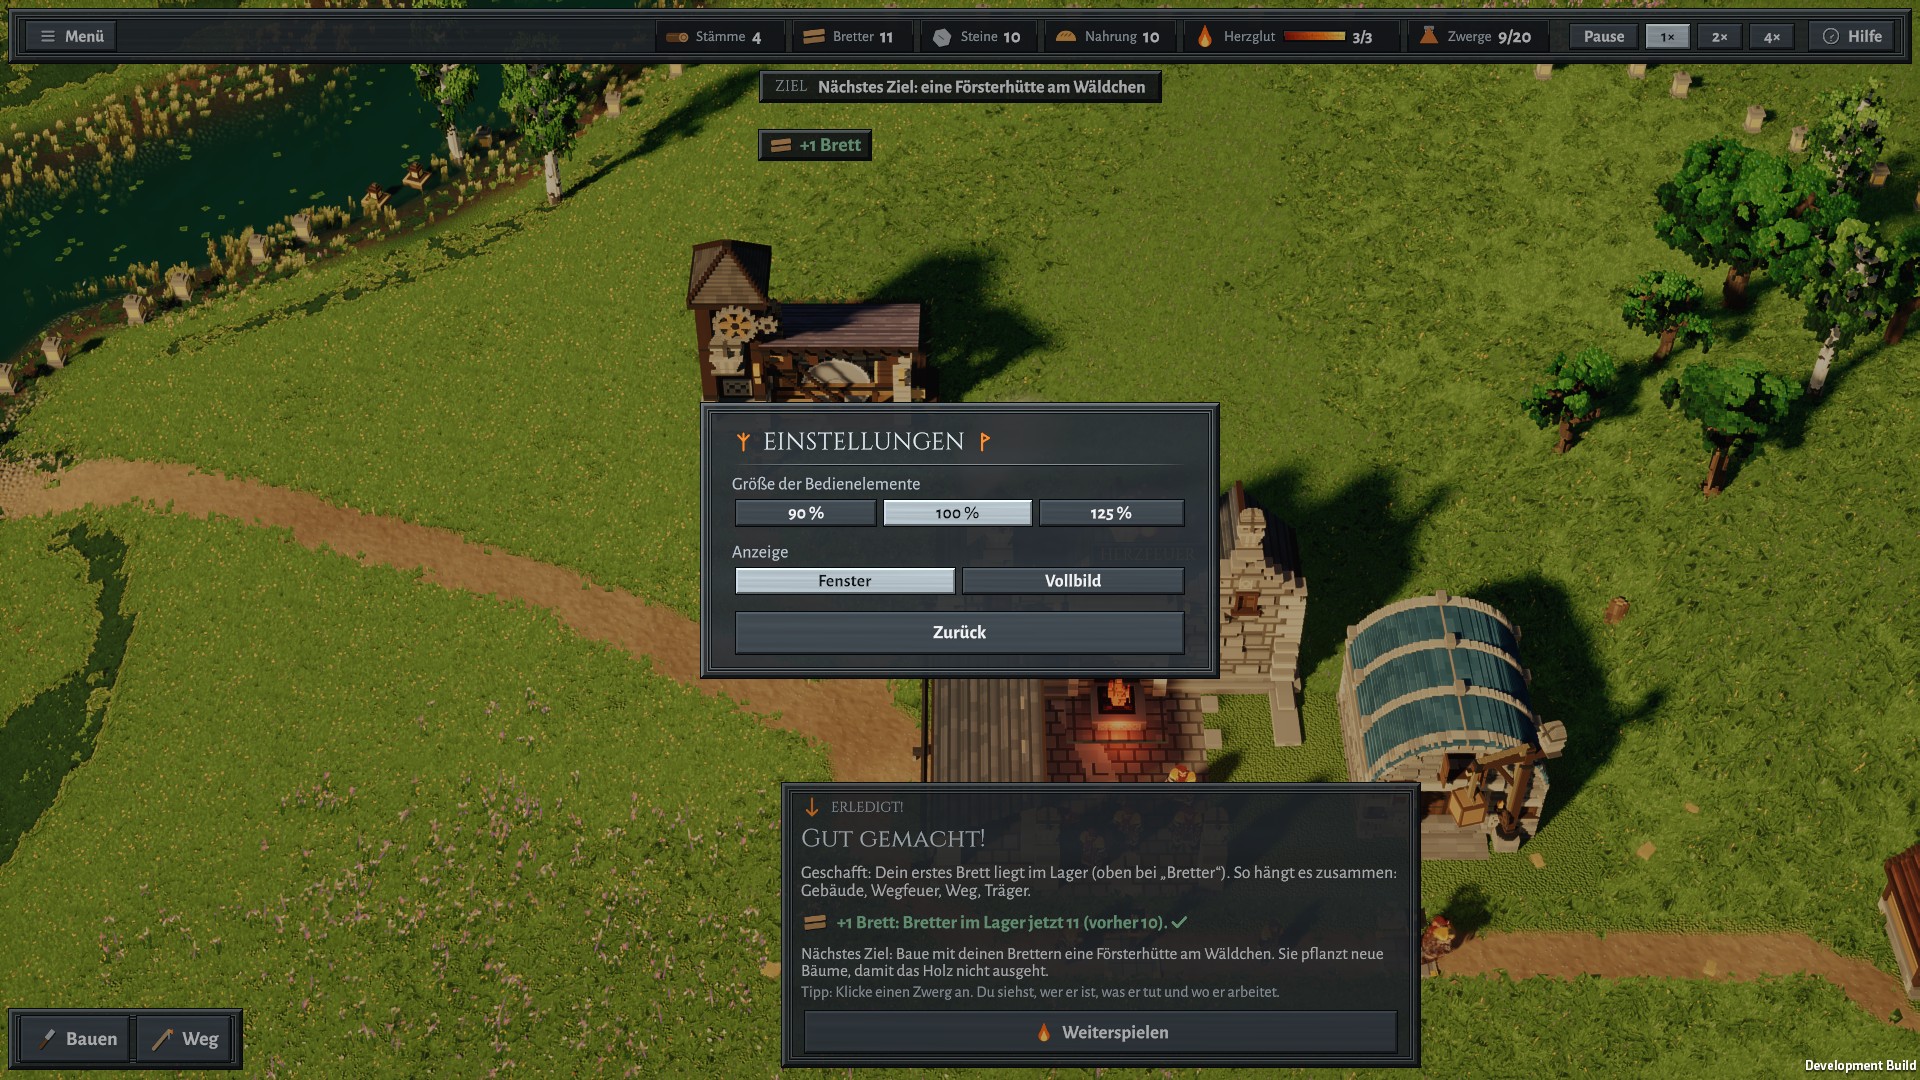 Menü
Stämme 4
Bretter 11
Steine 10
Nahrung 10
Herzglut 3/3
Zwerge 9/20
Pause
1×
2×
4×
Hilfe
ZIEL Nächstes Ziel: eine Försterhütte am Wäldchen
+1 Brett
EINSTELLUNGEN
Größe der Bedienelemente
90 %
100 %
125 %
HERZFEUER
Anzeige
Fenster
Vollbild
Zurück
ERLEDIGT!
GUT GEMACHT!
Geschafft: Dein erstes Brett liegt im Lager (oben bei „Bretter“). So hängt es zusammen:
Gebäude, Wegfeuer, Weg, Träger.
+1 Brett: Bretter im Lager jetzt 11 (vorher 10). ✓
Nächstes Ziel: Baue mit deinen Brettern eine Försterhütte am Wäldchen. Sie pflanzt neue
Bäume, damit das Holz nicht ausgeht.
Tipp: Klicke einen Zwerg an. Du siehst, wer er ist, was er tut und wo er arbeitet.
Weiterspielen
Bauen
Weg
Development Build